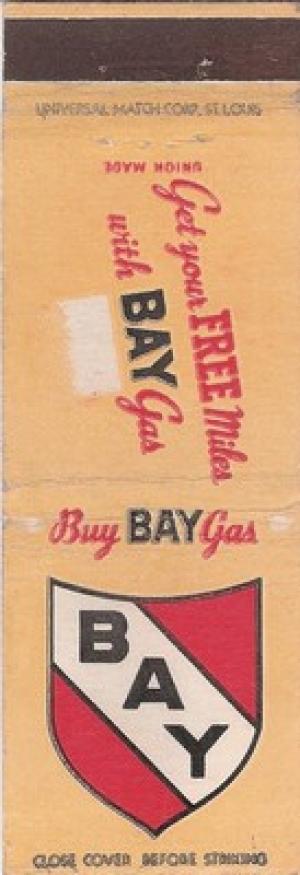 UNIVERSAL MATCH CORP. ST. LOUIS
UNION MADE
Get your FREE Miles
with BAY Gas
Buy BAY Gas
BAY
CLOSE COVER BEFORE STRIKING